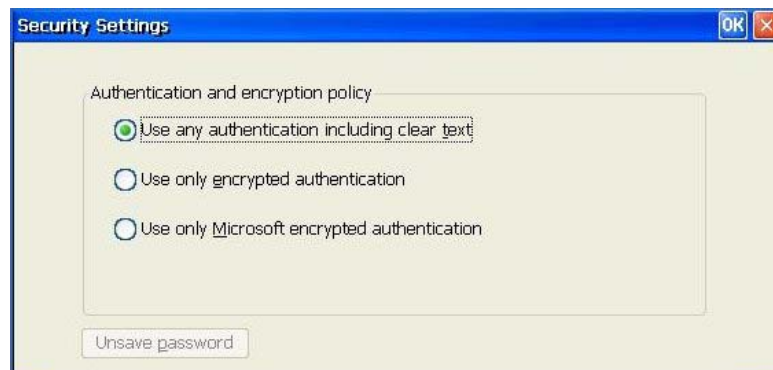 Security Settings OK
Authentication and encryption policy
Use any authentication including clear text
Use only encrypted authentication
Use only Microsoft encrypted authentication
Unsave password